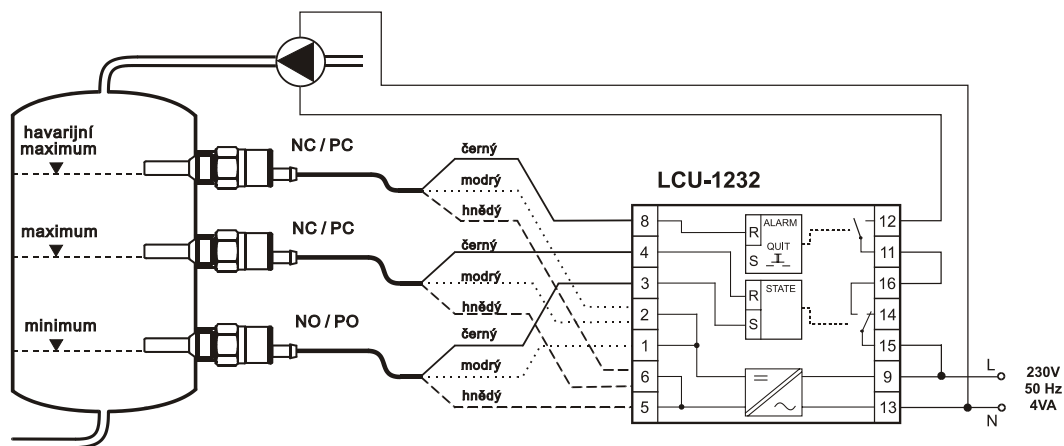 havarijní
maximum
NC / PC
černý
modrý
hnědý
maximum
NC / PC
černý
modrý
hnědý
minimum
NO / PO
černý
modrý
hnědý
LCU-1232
8
4
3
2
1
6
5
R
ALARM
QUIT
S
R
STATE
S
12
11
16
14
15
9
13
L
N
230V
50 Hz
4VA